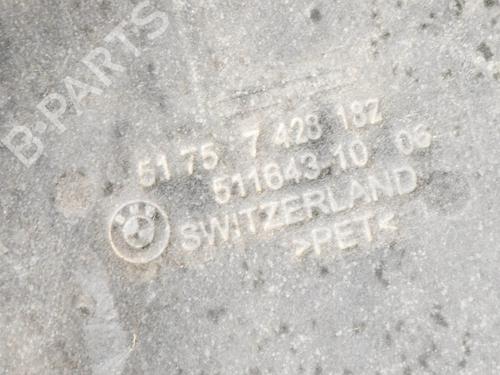 B-PARTS
51 75 7 428 182
511643-10 06
SWITZERLAND
>PET<